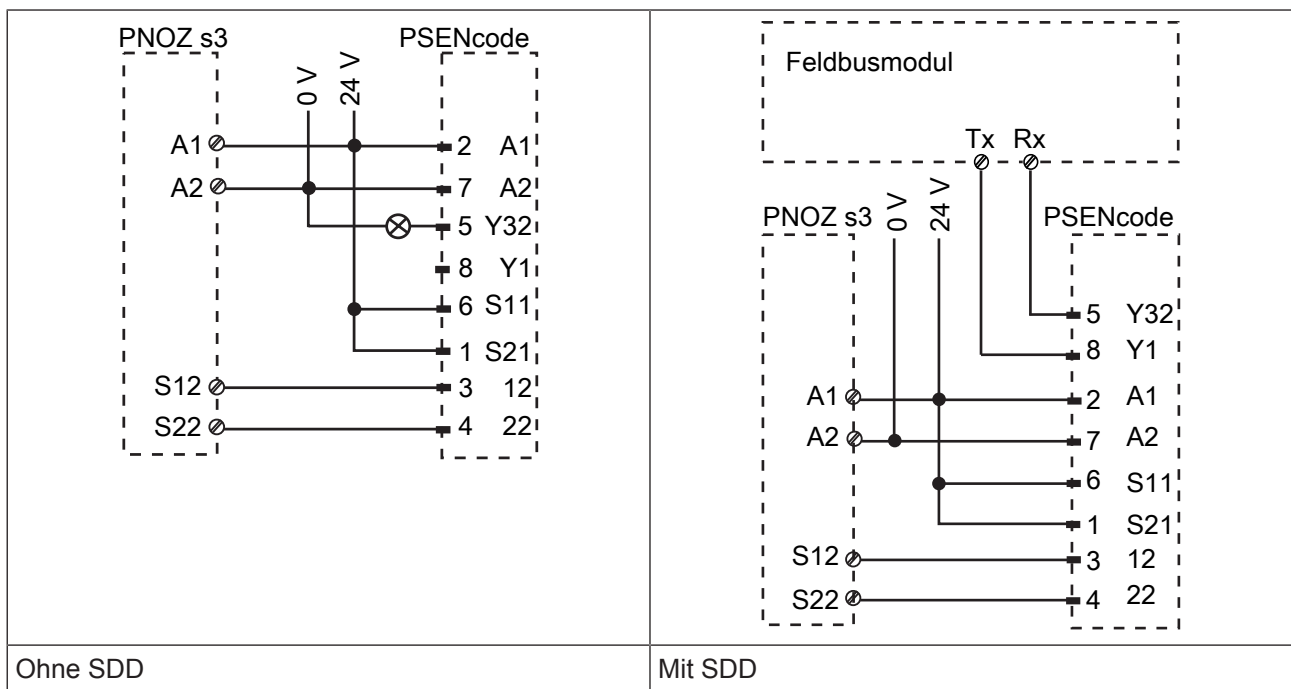 PNOZ s3
PSENcode
0 V
24 V
A1
2 A1
A2
7 A2
5 Y32
8 Y1
6 S11
1 S21
S12
3 12
S22
4 22
Ohne SDD
Feldbusmodul
Tx Rx
PNOZ s3
0 V
24 V
PSENcode
5 Y32
8 Y1
A1
2 A1
A2
7 A2
6 S11
1 S21
S12
3 12
S22
4 22
Mit SDD